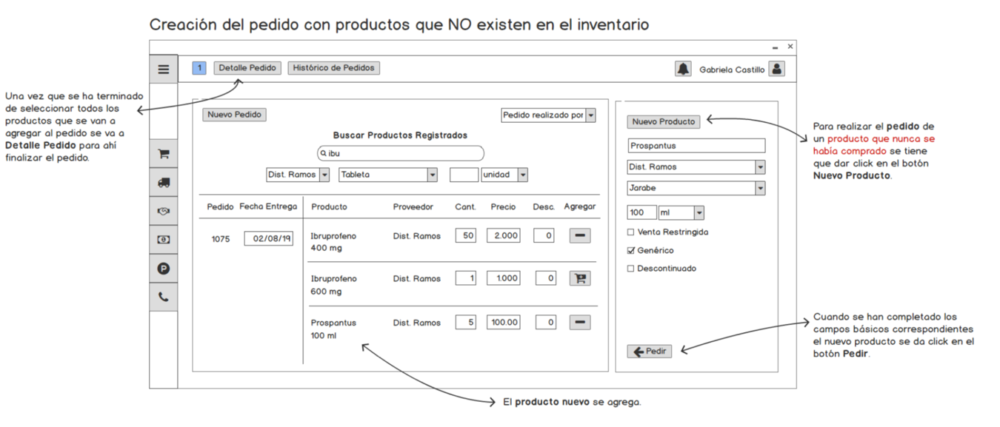 Creación del pedido con productos que NO existen en el inventario
1 Detalle Pedido Histórico de Pedidos
Gabriela Castillo
Una vez que se ha terminado
de seleccionar todos los
productos que se van a
agregar al pedido se va a
Detalle Pedido para ahí
finalizar el pedido.
Nuevo Pedido
Pedido realizado por
Buscar Productos Registrados
ibu
Dist. Ramos Tableta unidad
Pedido Fecha Entrega Producto Proveedor Cant. Precio Desc. Agregar
1075 02/08/19 Ibruprofeno Dist. Ramos 50 2.000 0
400 mg
Ibruprofeno Dist. Ramos 1 1.000 0
600 mg
Prospantus Dist. Ramos 5 100.00 0
100 ml
Nuevo Producto
Prospantus
Dist. Ramos
Jarabe
100 ml
Venta Restringida
Genérico
Descontinuado
Pedir
P
Para realizar el pedido de
un producto que nunca se
había comprado se tiene
que dar click en el botón
Nuevo Producto.
Cuando se han completado los
campos básicos correspondientes
el nuevo producto se da click en el
botón Pedir.
El producto nuevo se agrega.